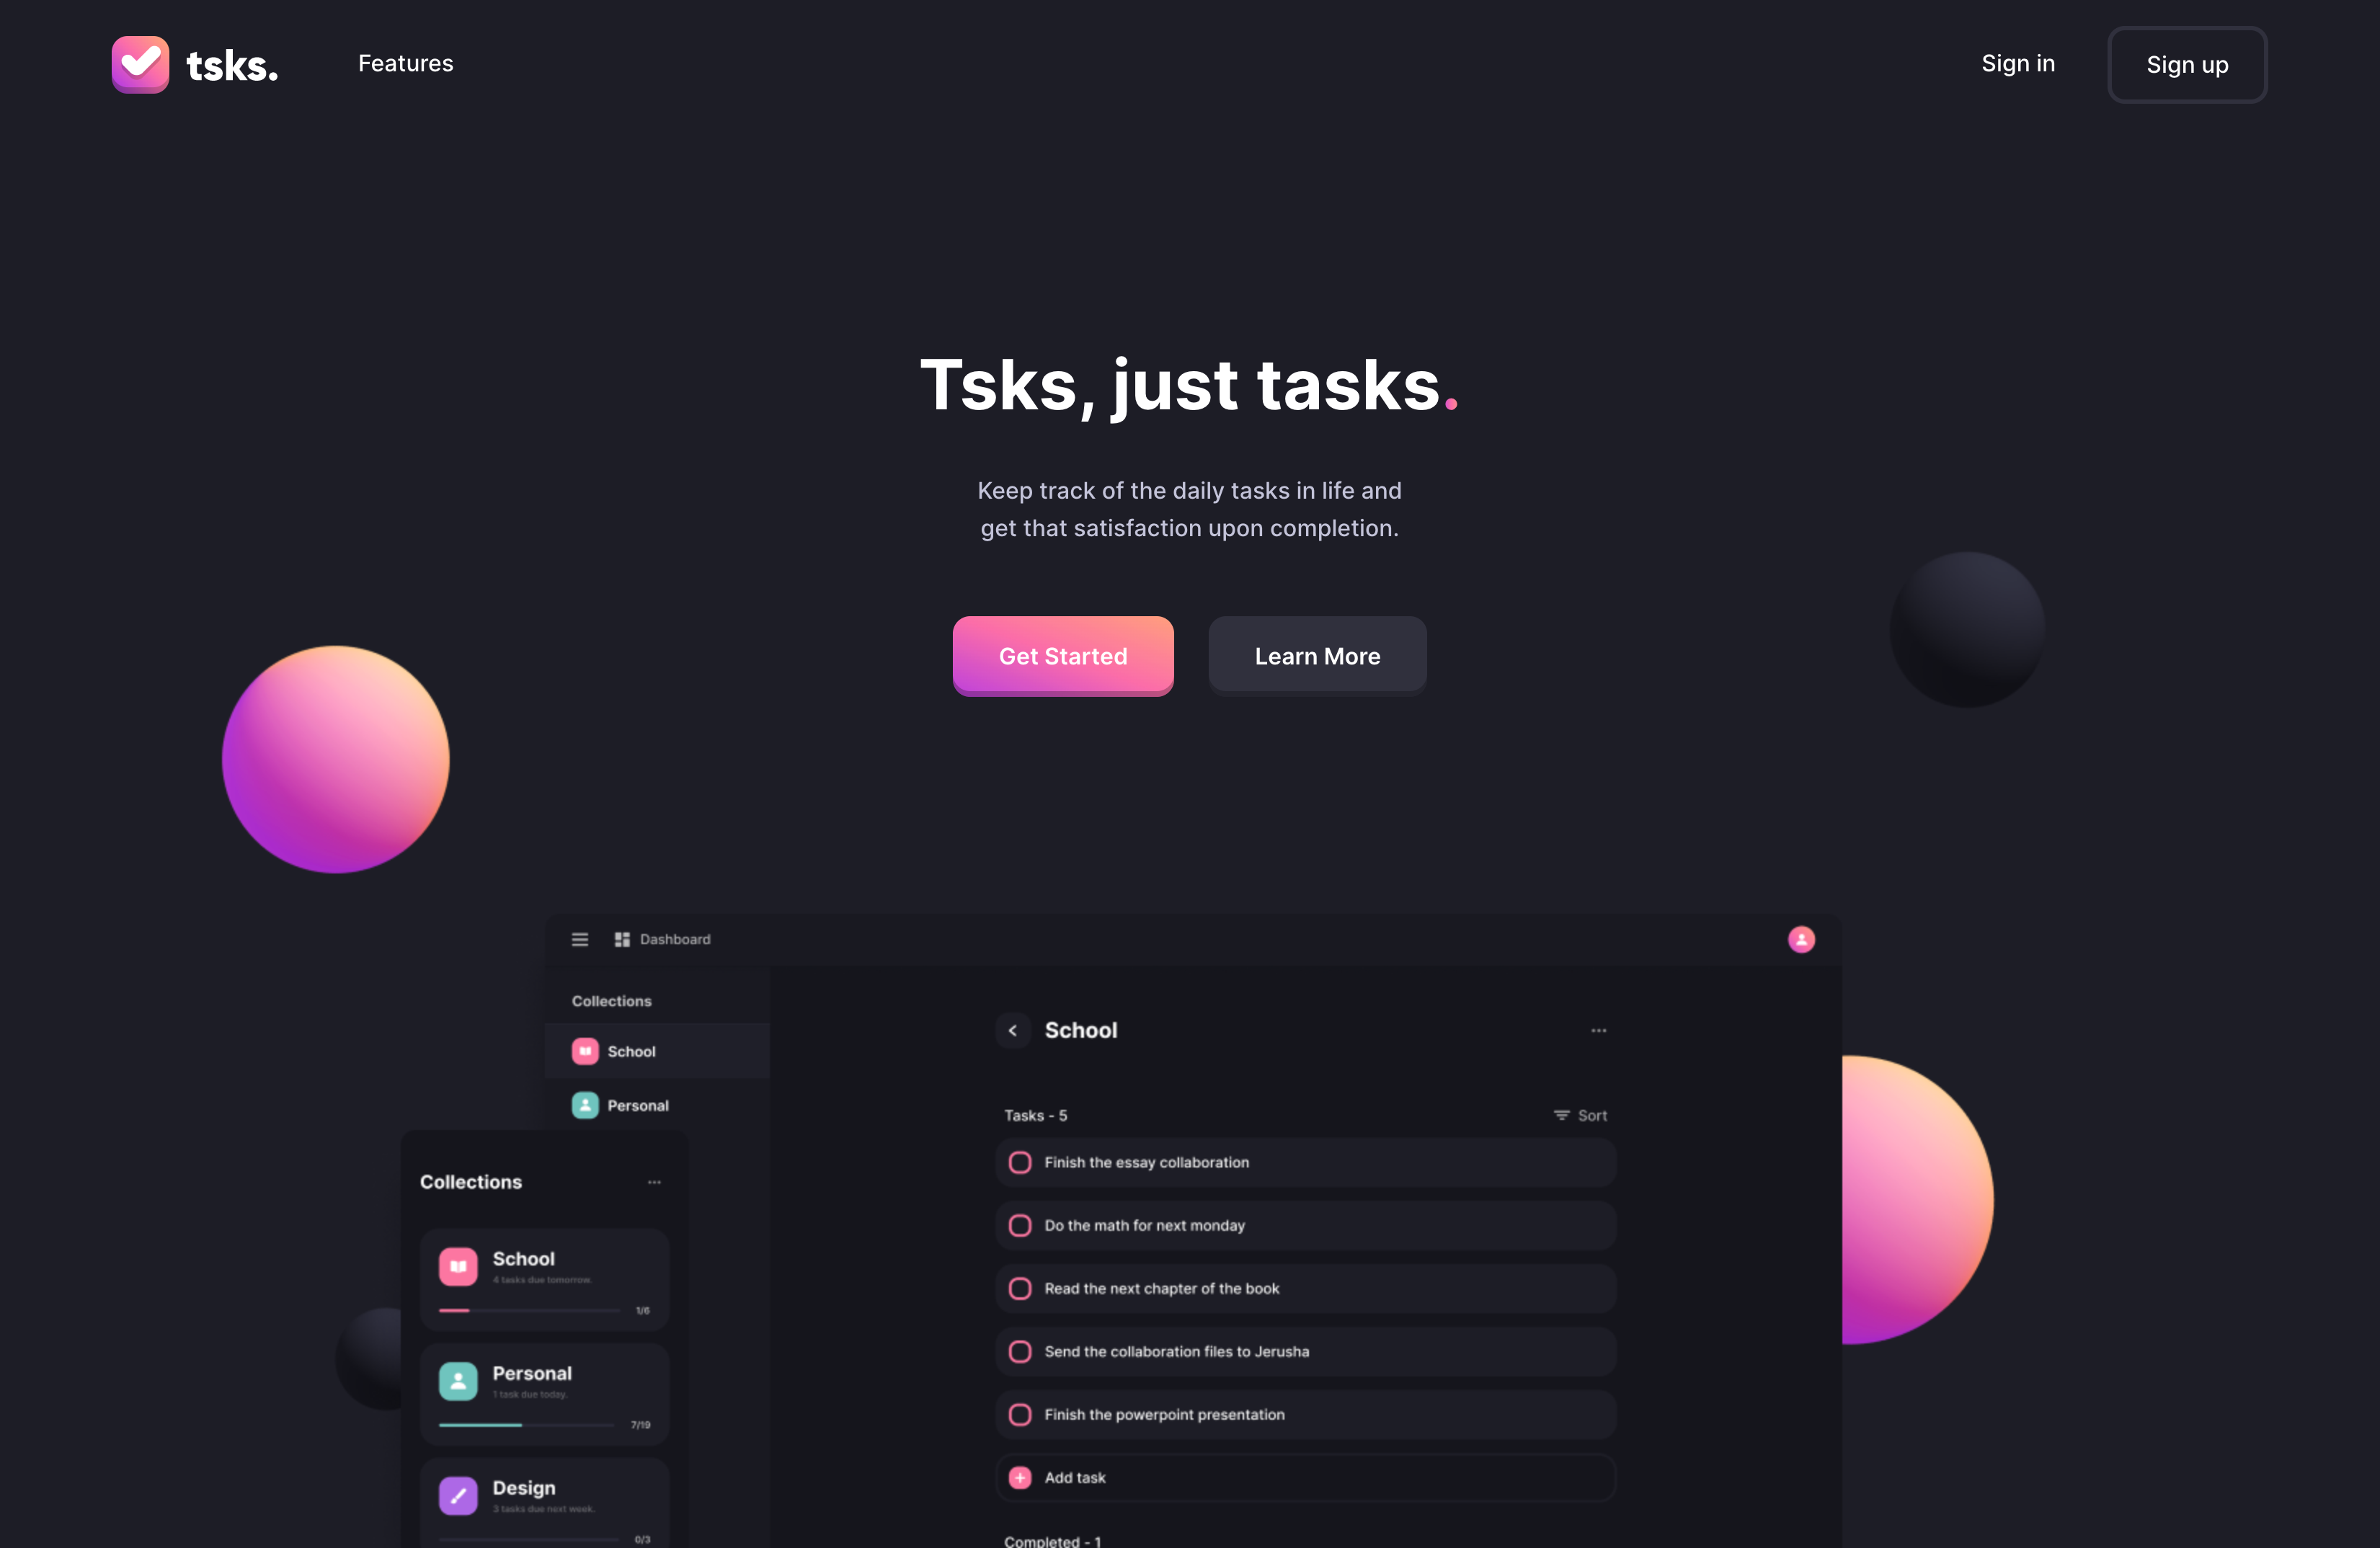 tsks.
Features
Sign in
Sign up
Tsks, just tasks.
Keep track of the daily tasks in life and
get that satisfaction upon completion.
Get Started
Learn More
Dashboard
Collections
School
Personal
School
Tasks - 5
Sort
Finish the essay collaboration
Do the math for next monday
Read the next chapter of the book
Send the collaboration files to Jerusha
Finish the powerpoint presentation
Add task
Completed - 1
Collections
School
4 tasks due tomorrow.
1/6
Personal
1 task due today.
7/19
Design
3 tasks due next week.
0/3